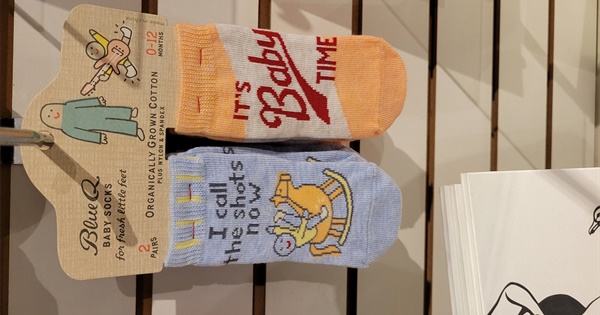 Blue Q
BABY SOCKS
for fresh little feet
2
PAIRS
ORGANICALLY GROWN COTTON
PLUS NYLON & SPANDEX
0-12
MONTHS
IT'S
Baby
TIME
I call
the shots
now